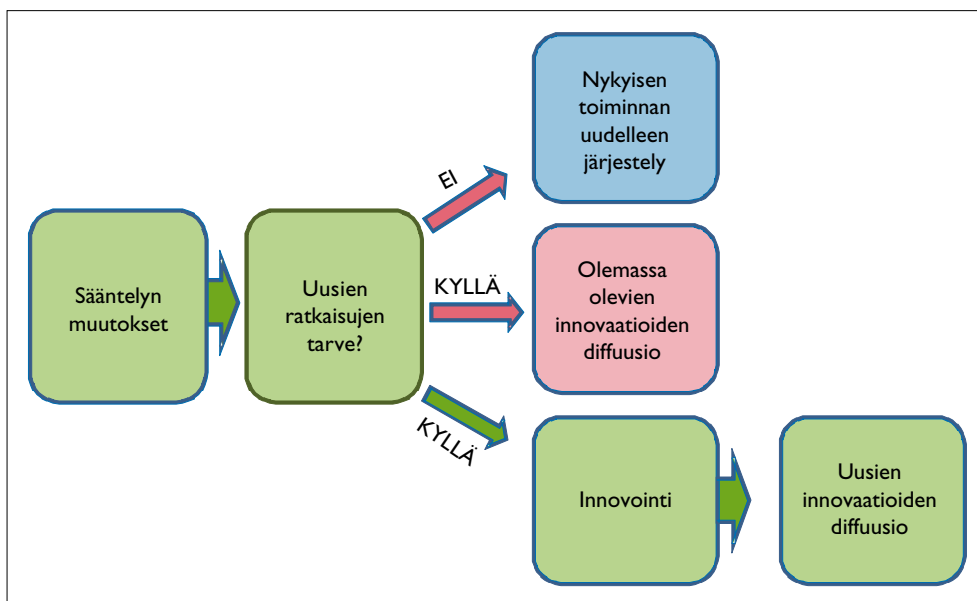 Sääntelyn
muutokset
Uusien
ratkaisujen
tarve?
EI
Nykyisen
toiminnan
uudelleen
järjestely
KYLLÄ
Olemassa
olevien
innovaatioiden
diffuusio
KYLLÄ
Innovointi
Uusien
innovaatioiden
diffuusio